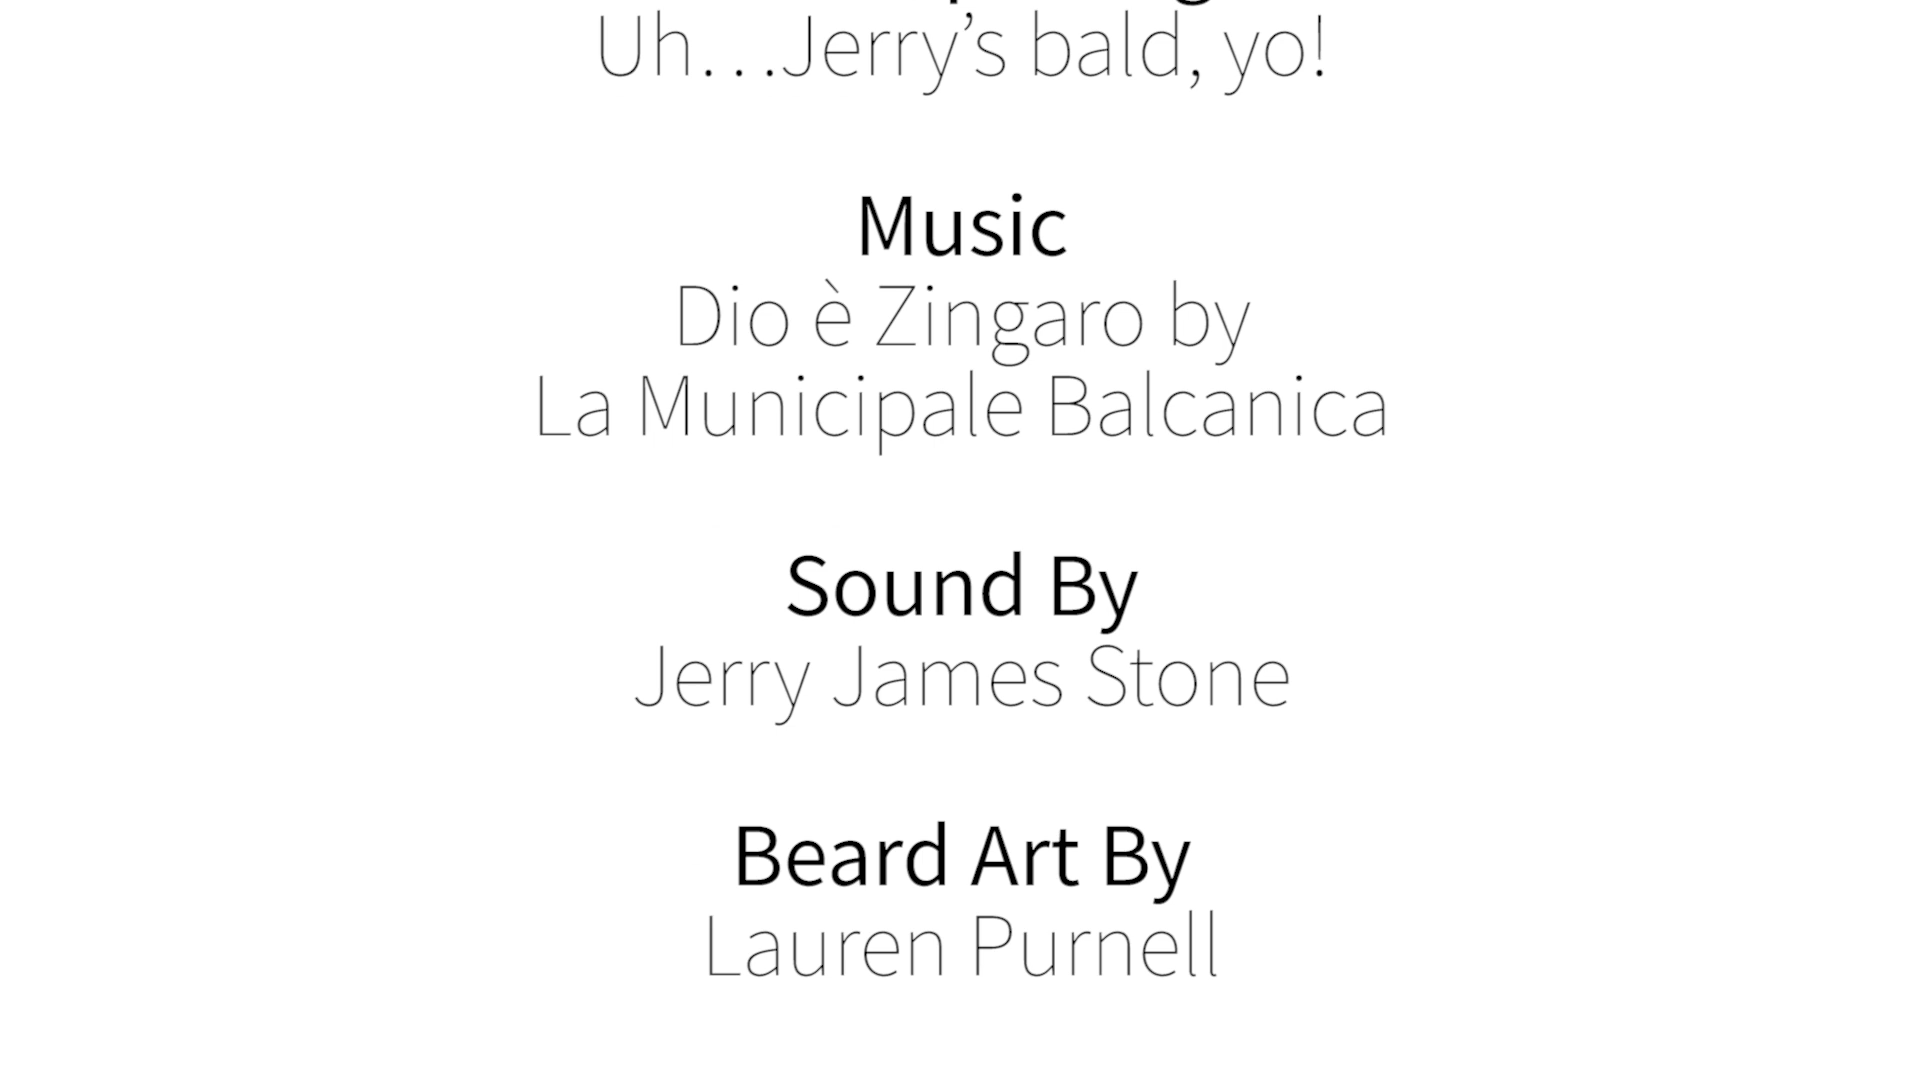 Uh…Jerry’s bald, yo!
Music
Dio è Zingaro by
La Municipale Balcanica
Sound By
Jerry James Stone
Beard Art By
Lauren Purnell